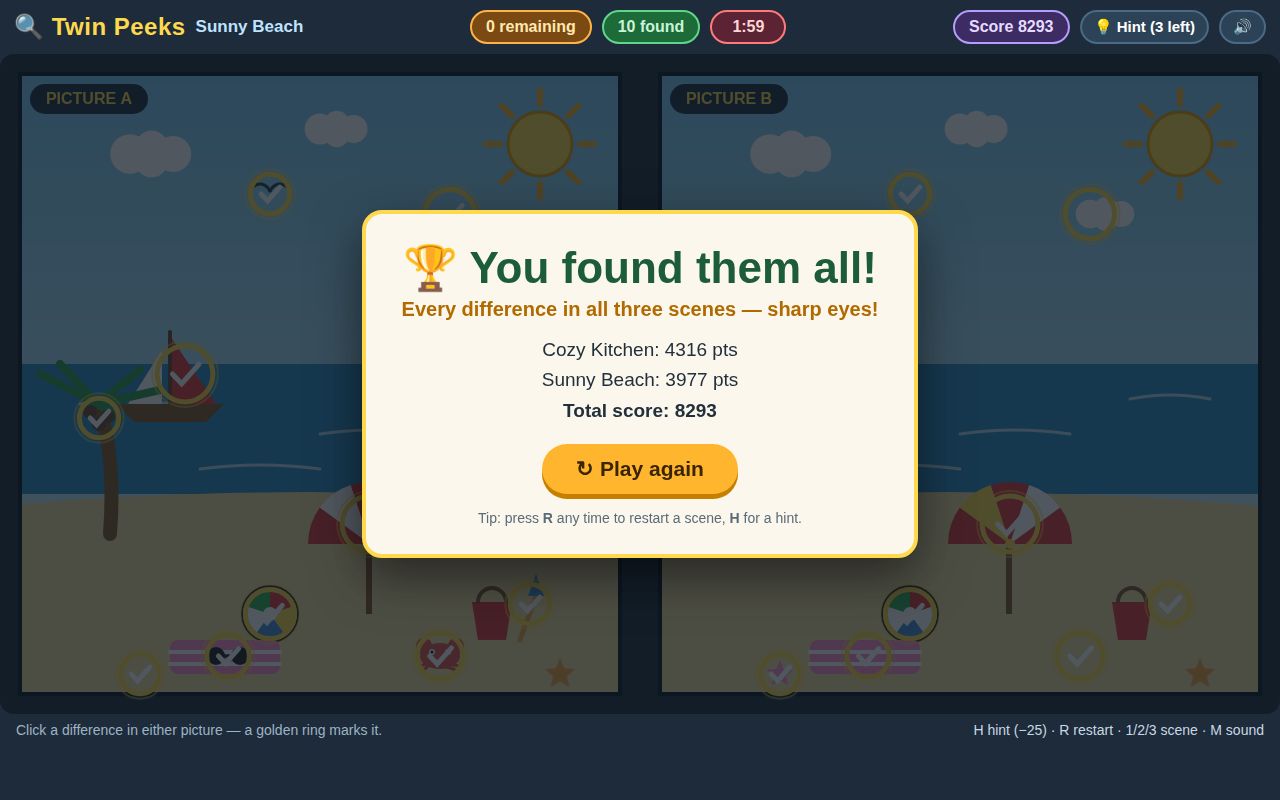 🔍 Twin Peeks Sunny Beach
0 remaining
10 found
1:59
Score 8293
💡 Hint (3 left)
🔊
PICTURE A
PICTURE B
🏆 You found them all!
Every difference in all three scenes — sharp eyes!
Cozy Kitchen: 4316 pts
Sunny Beach: 3977 pts
Total score: 8293
↻ Play again
Tip: press R any time to restart a scene, H for a hint.
Click a difference in either picture — a golden ring marks it.
H hint (−25) · R restart · 1/2/3 scene · M sound